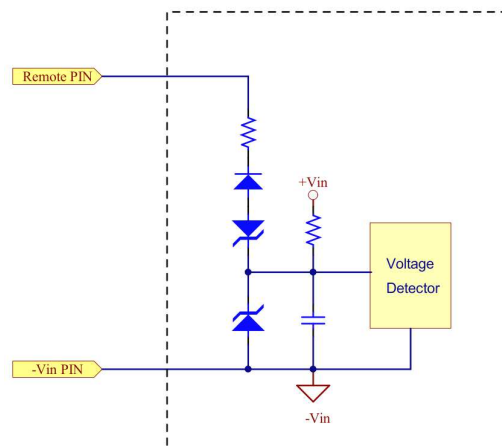 Remote PIN
+Vin
Voltage
Detector
-Vin PIN
-Vin